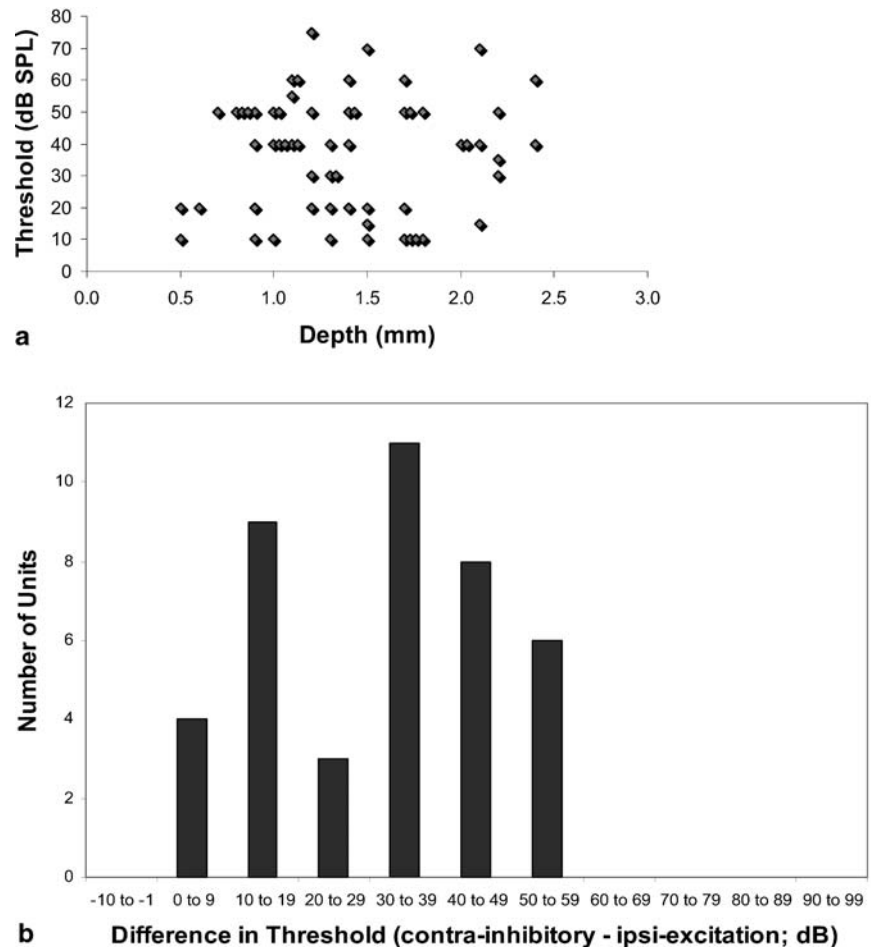 80
70
60
50
40
30
20
10
0
Threshold (dB SPL)
0.0 0.5 1.0 1.5 2.0 2.5 3.0
Depth (mm)
a
12
10
8
6
4
2
0
Number of Units
-10 to -1 0 to 9 10 to 19 20 to 29 30 to 39 40 to 49 50 to 59 60 to 69 70 to 79 80 to 89 90 to 99
b Difference in Threshold (contra-inhibitory - ipsi-excitation; dB)